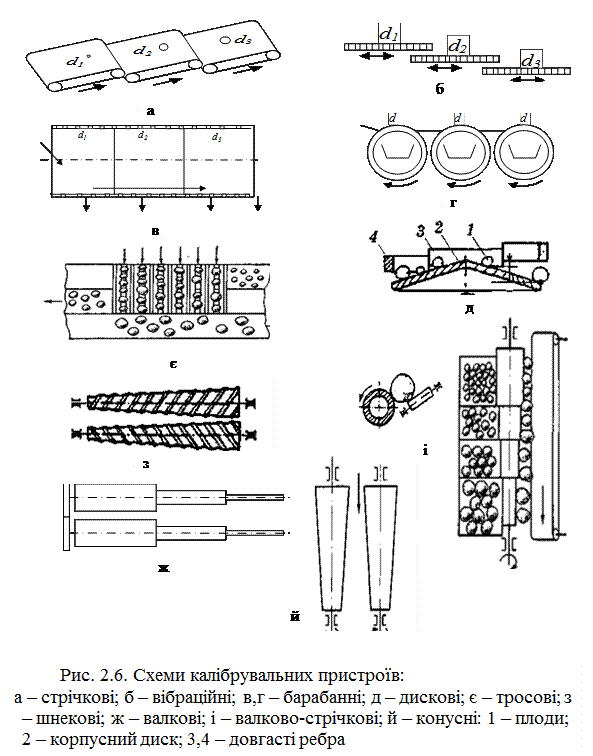 d1 d2 d3
d1 d2 d3
а
б
d1 d2 d3
d d d
в
г
4 3 2 1
д
є
з
і
ж
й
Рис. 2.6. Схеми калібрувальних пристроїв:
а – стрічкові; б – вібраційні; в,г – барабанні; д – дискові; є – тросові; з
– шнекові; ж – валкові; і – валково-стрічкові; й – конусні: 1 – плоди;
2 – корпусний диск; 3,4 – довгасті ребра